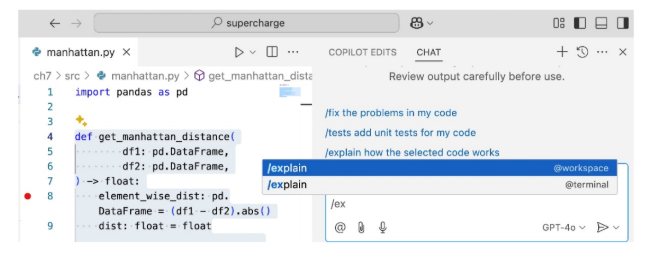 supercharge
manhattan.py
COPILOT EDITS CHAT
ch7 > src > manhattan.py > get_manhattan_dista
Review output carefully before use.
1 import pandas as pd
2
3
4 def get_manhattan_distance(
5 df1: pd.DataFrame,
6 df2: pd.DataFrame,
7 ) -> float:
8 element_wise_dist: pd.
DataFrame = (df1 - df2).abs()
9 dist: float = float
/fix the problems in my code
/tests add unit tests for my code
/explain how the selected code works
/explain @workspace
/explain @terminal
/ex
GPT-4o